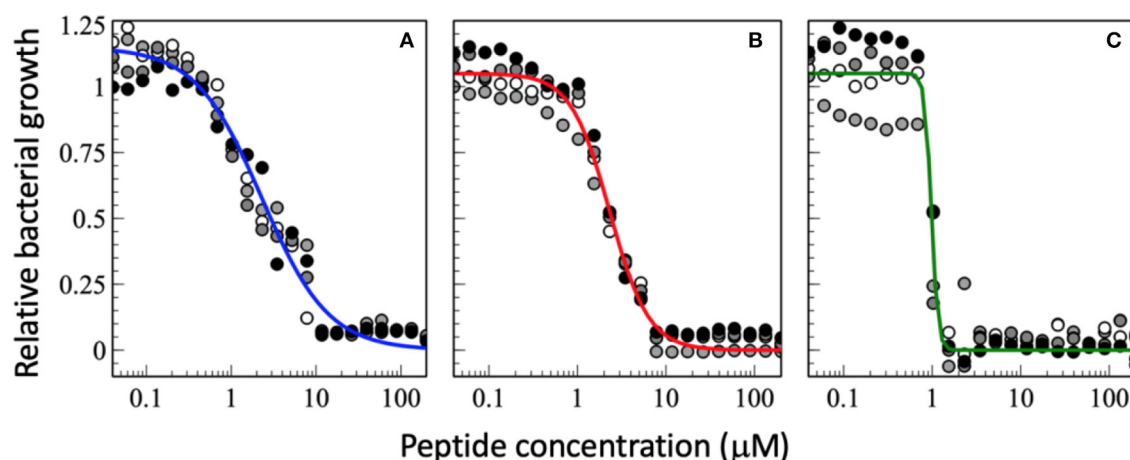 Relative bacterial growth
1.25
1
0.75
0.5
0.25
0
A
B
C
0.1 1 10 100
0.1 1 10 100
0.1 1 10 100
Peptide concentration (μM)